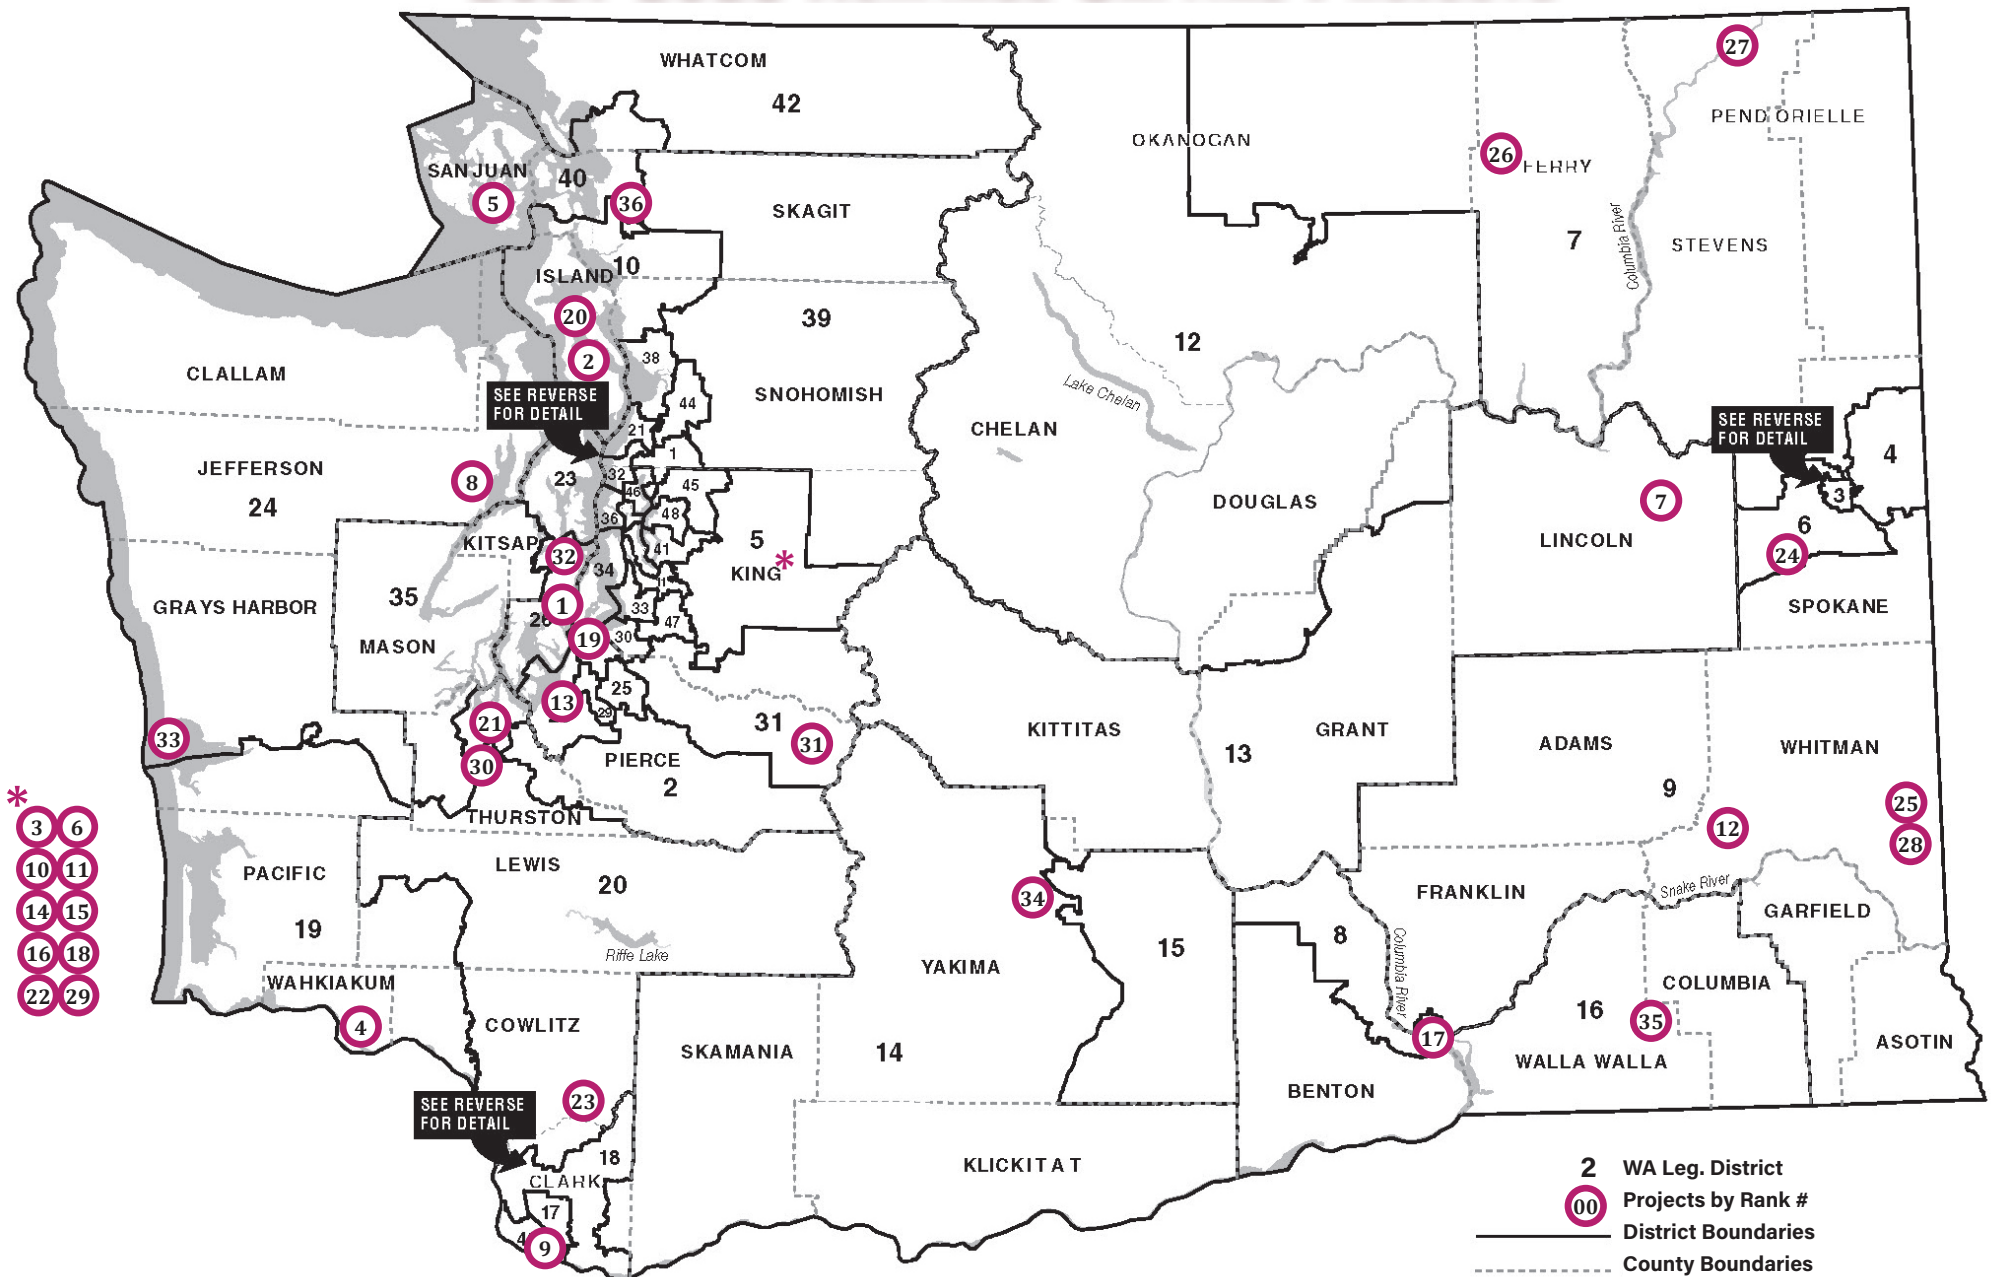 27
WHATCOM
42
PEND ORIELLE
OKANOGAN
26
FERRY
SAN JUAN
40
5
36
SKAGIT
7
Columbia River
STEVENS
10
ISLAND
20
39
12
2
38
CLALLAM
Lake Chelan
SEE REVERSE
FOR DETAIL
SNOHOMISH
44
21
CHELAN
SEE REVERSE
FOR DETAIL
4
1
JEFFERSON
24
8
23
32
46
45
3
48
36
DOUGLAS
7
6
KITSAP
5
KING*
41
LINCOLN
24
32
34
11
35
GRAYS HARBOR
1
33
47
SPOKANE
26
19
30
MASON
25
13
29
21
31
31
33
KITTITAS
GRANT
13
ADAMS
WHITMAN
30
PIERCE
2
9
25
*
3 6
THURSTON
12
28
10 11
PACIFIC
LEWIS
20
34
FRANKLIN
Snake River
GARFIELD
14 15
19
8
15
16 18
Riffe Lake
YAKIMA
Columbia River
22 29
WAHKIAKUM
COLUMBIA
4
COWLITZ
16
35
17
SKAMANIA
14
WALLA WALLA
ASOTIN
BENTON
23
SEE REVERSE
FOR DETAIL
18
CLARK
KLICKITAT
17
4
9
2 WA Leg. District
00 Projects by Rank #
District Boundaries
County Boundaries